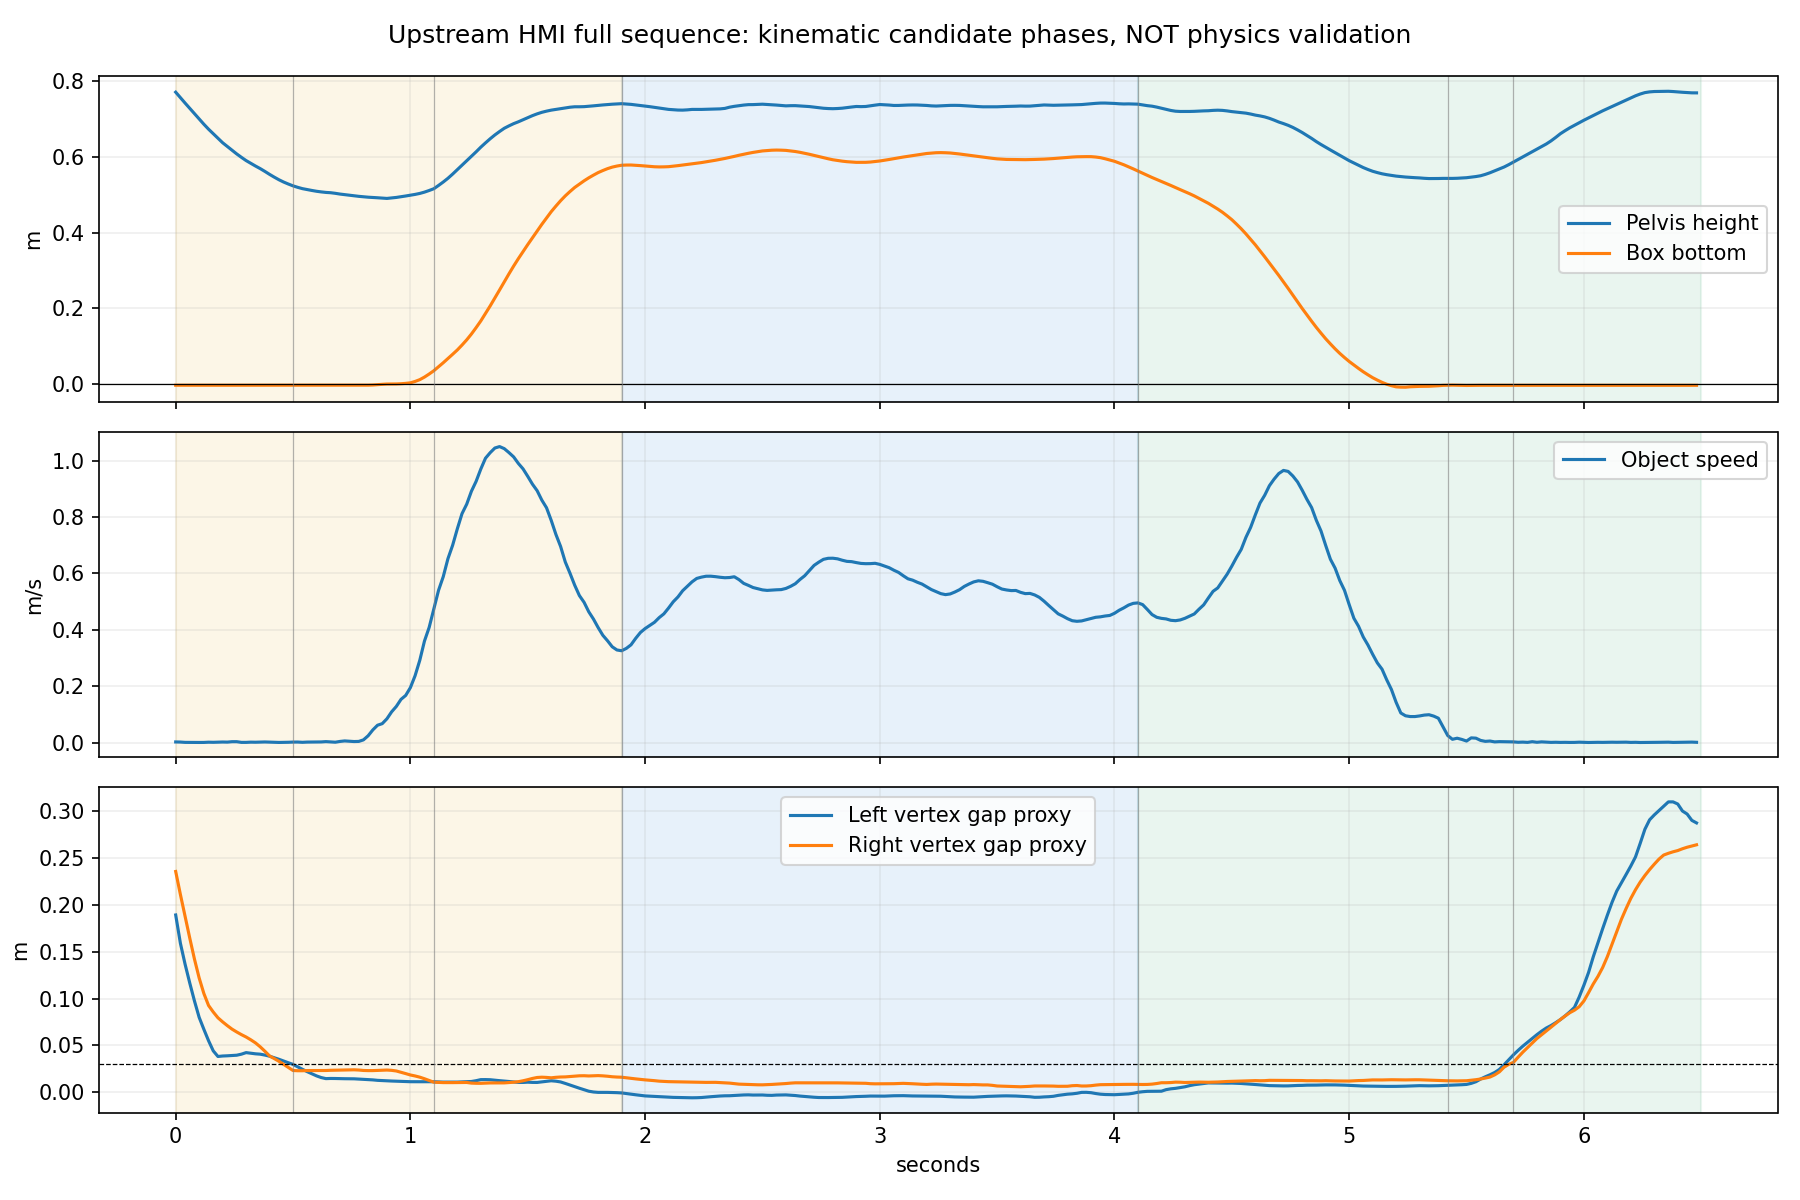 Upstream HMI full sequence: kinematic candidate phases, NOT physics validation
0.8
0.6
0.4
0.2
0.0
m
Pelvis height
Box bottom
1.0
0.8
0.6
0.4
0.2
0.0
m/s
Object speed
0.30
0.25
0.20
0.15
0.10
0.05
0.00
m
Left vertex gap proxy
Right vertex gap proxy
0 1 2 3 4 5 6
seconds